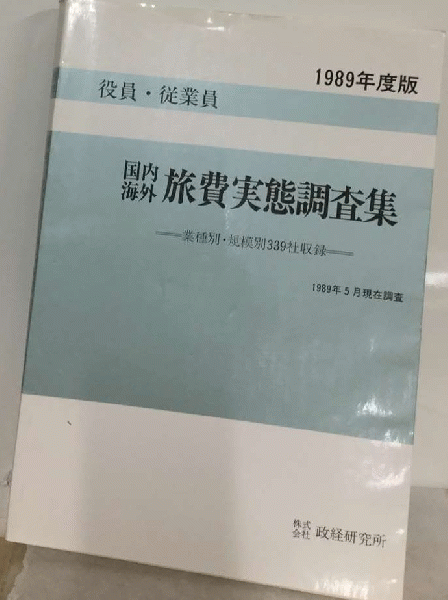 1989年度版
役員・従業員
国内
海外 旅費実態調査集
業種別・規模別339社収録
1989年5月現在調査
株式
会社 政経研究所